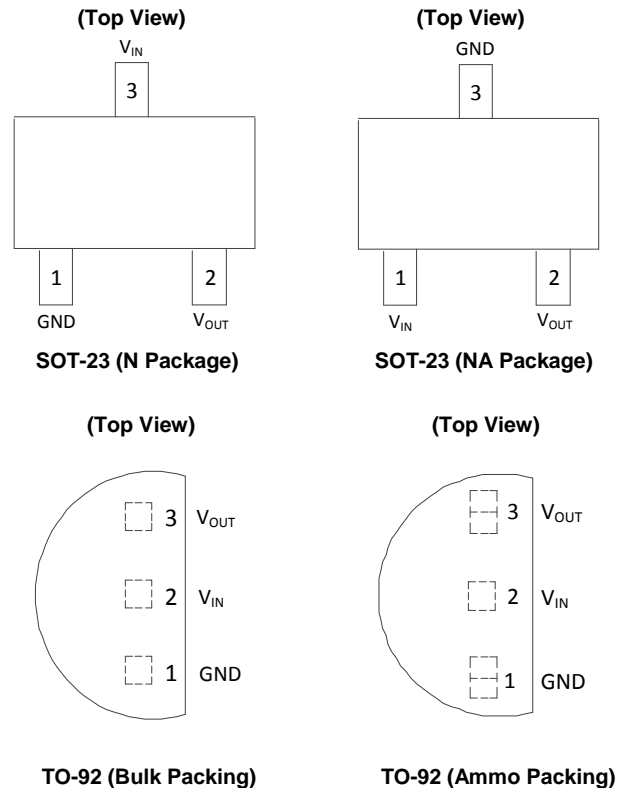 (Top View)
V_IN
3
1
2
GND
V_OUT
SOT-23 (N Package)
(Top View)
GND
3
1
2
V_IN
V_OUT
SOT-23 (NA Package)
(Top View)
3 V_OUT
2 V_IN
1 GND
TO-92 (Bulk Packing)
(Top View)
3 V_OUT
2 V_IN
1 GND
TO-92 (Ammo Packing)